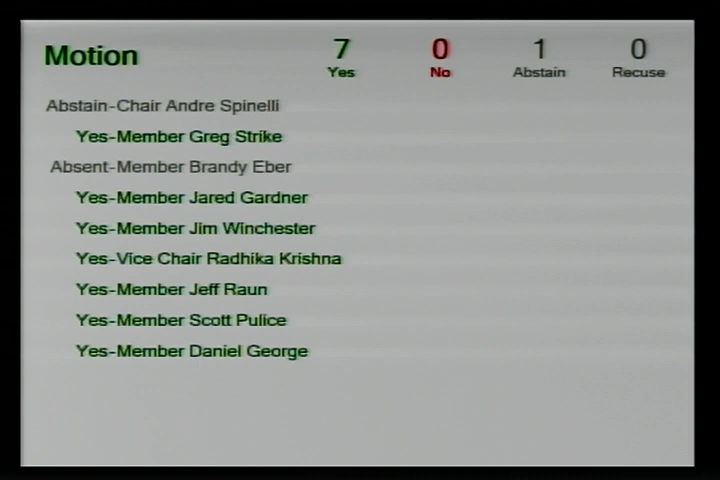 Motion
7 0 1 0
Yes No Abstain Recuse
Abstain-Chair Andre Spinelli
Yes-Member Greg Strike
Absent-Member Brandy Eber
Yes-Member Jared Gardner
Yes-Member Jim Winchester
Yes-Vice Chair Radhika Krishna
Yes-Member Jeff Raun
Yes-Member Scott Pulice
Yes-Member Daniel George